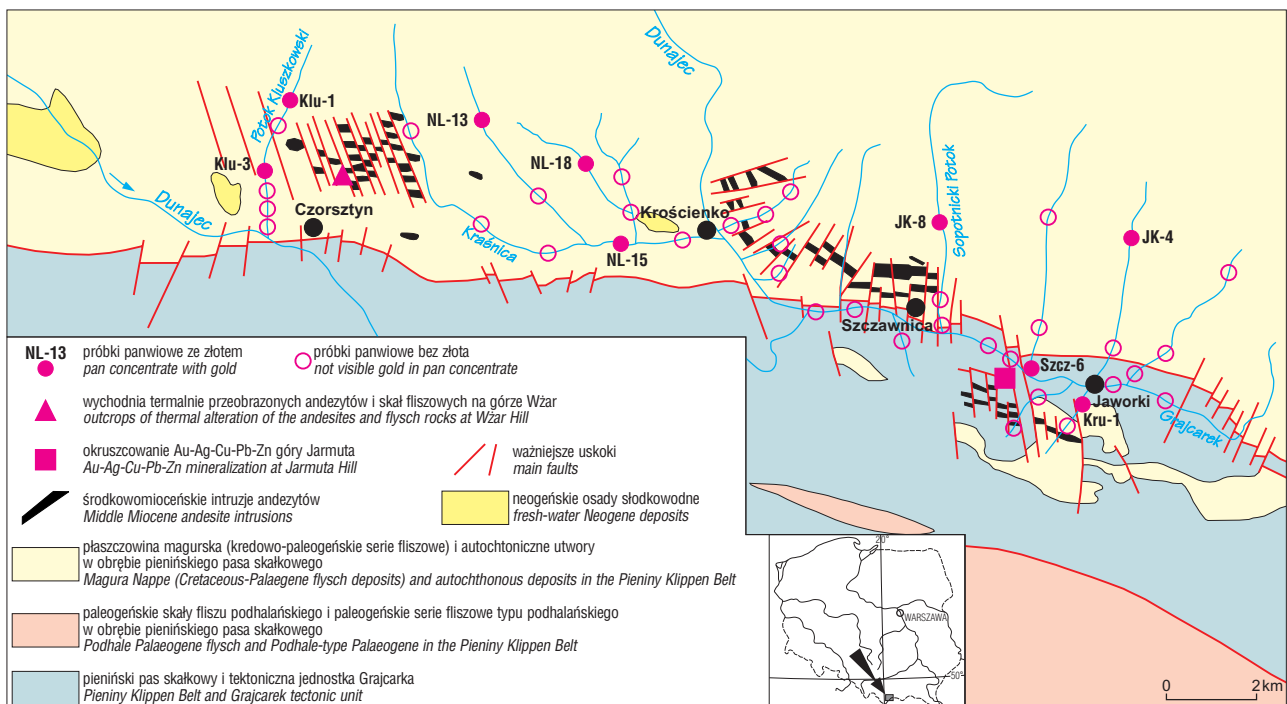 Dunajec
Potok Kluszkowski
Klu-1
NL-13
Klu-3
NL-18
Dunajec
Czorsztyn
Krościenko
Kraśnica
NL-15
JK-8
Sopotnicki Potok
JK-4
Szczawnica
Szcz-6
Jaworki
Kru-1
Grajcarek
NL-13
próbki panwiowe ze złotem
pan concentrate with gold
próbki panwiowe bez złota
not visible gold in pan concentrate
wychodnia termalnie przeobrazonych andezytów i skał fliszowych na górze Wżar
outcrops of thermal alteration of the andesites and flysch rocks at Wżar Hill
okruszcowanie Au-Ag-Cu-Pb-Zn góry Jarmuta
Au-Ag-Cu-Pb-Zn mineralization at Jarmuta Hill
ważniejsze uskoki
main faults
środkowomioceńskie intruzje andezytów
Middle Miocene andesite intrusions
neogeńskie osady słodkowodne
fresh-water Neogene deposits
płaszczowina magurska (kredowo-paleogeńskie serie fliszowe) i autochtoniczne utwory
w obrębie pienińskiego pasa skałkowego
Magura Nappe (Cretaceous-Palaegene flysch deposits) and autochthonous deposits in the Pieniny Klippen Belt
paleogeńskie skały fliszu podhalańskiego i paleogeńskie serie fliszowe typu podhalańskiego
w obrębie pienińskiego pasa skałkowego
Podhale Palaeogene flysch and Podhale-type Palaeogene in the Pieniny Klippen Belt
pieniński pas skałkowy i tektoniczna jednostka Grajcarka
Pieniny Klippen Belt and Grajcarek tectonic unit
20°
WARSZAWA
50°
0 2 km